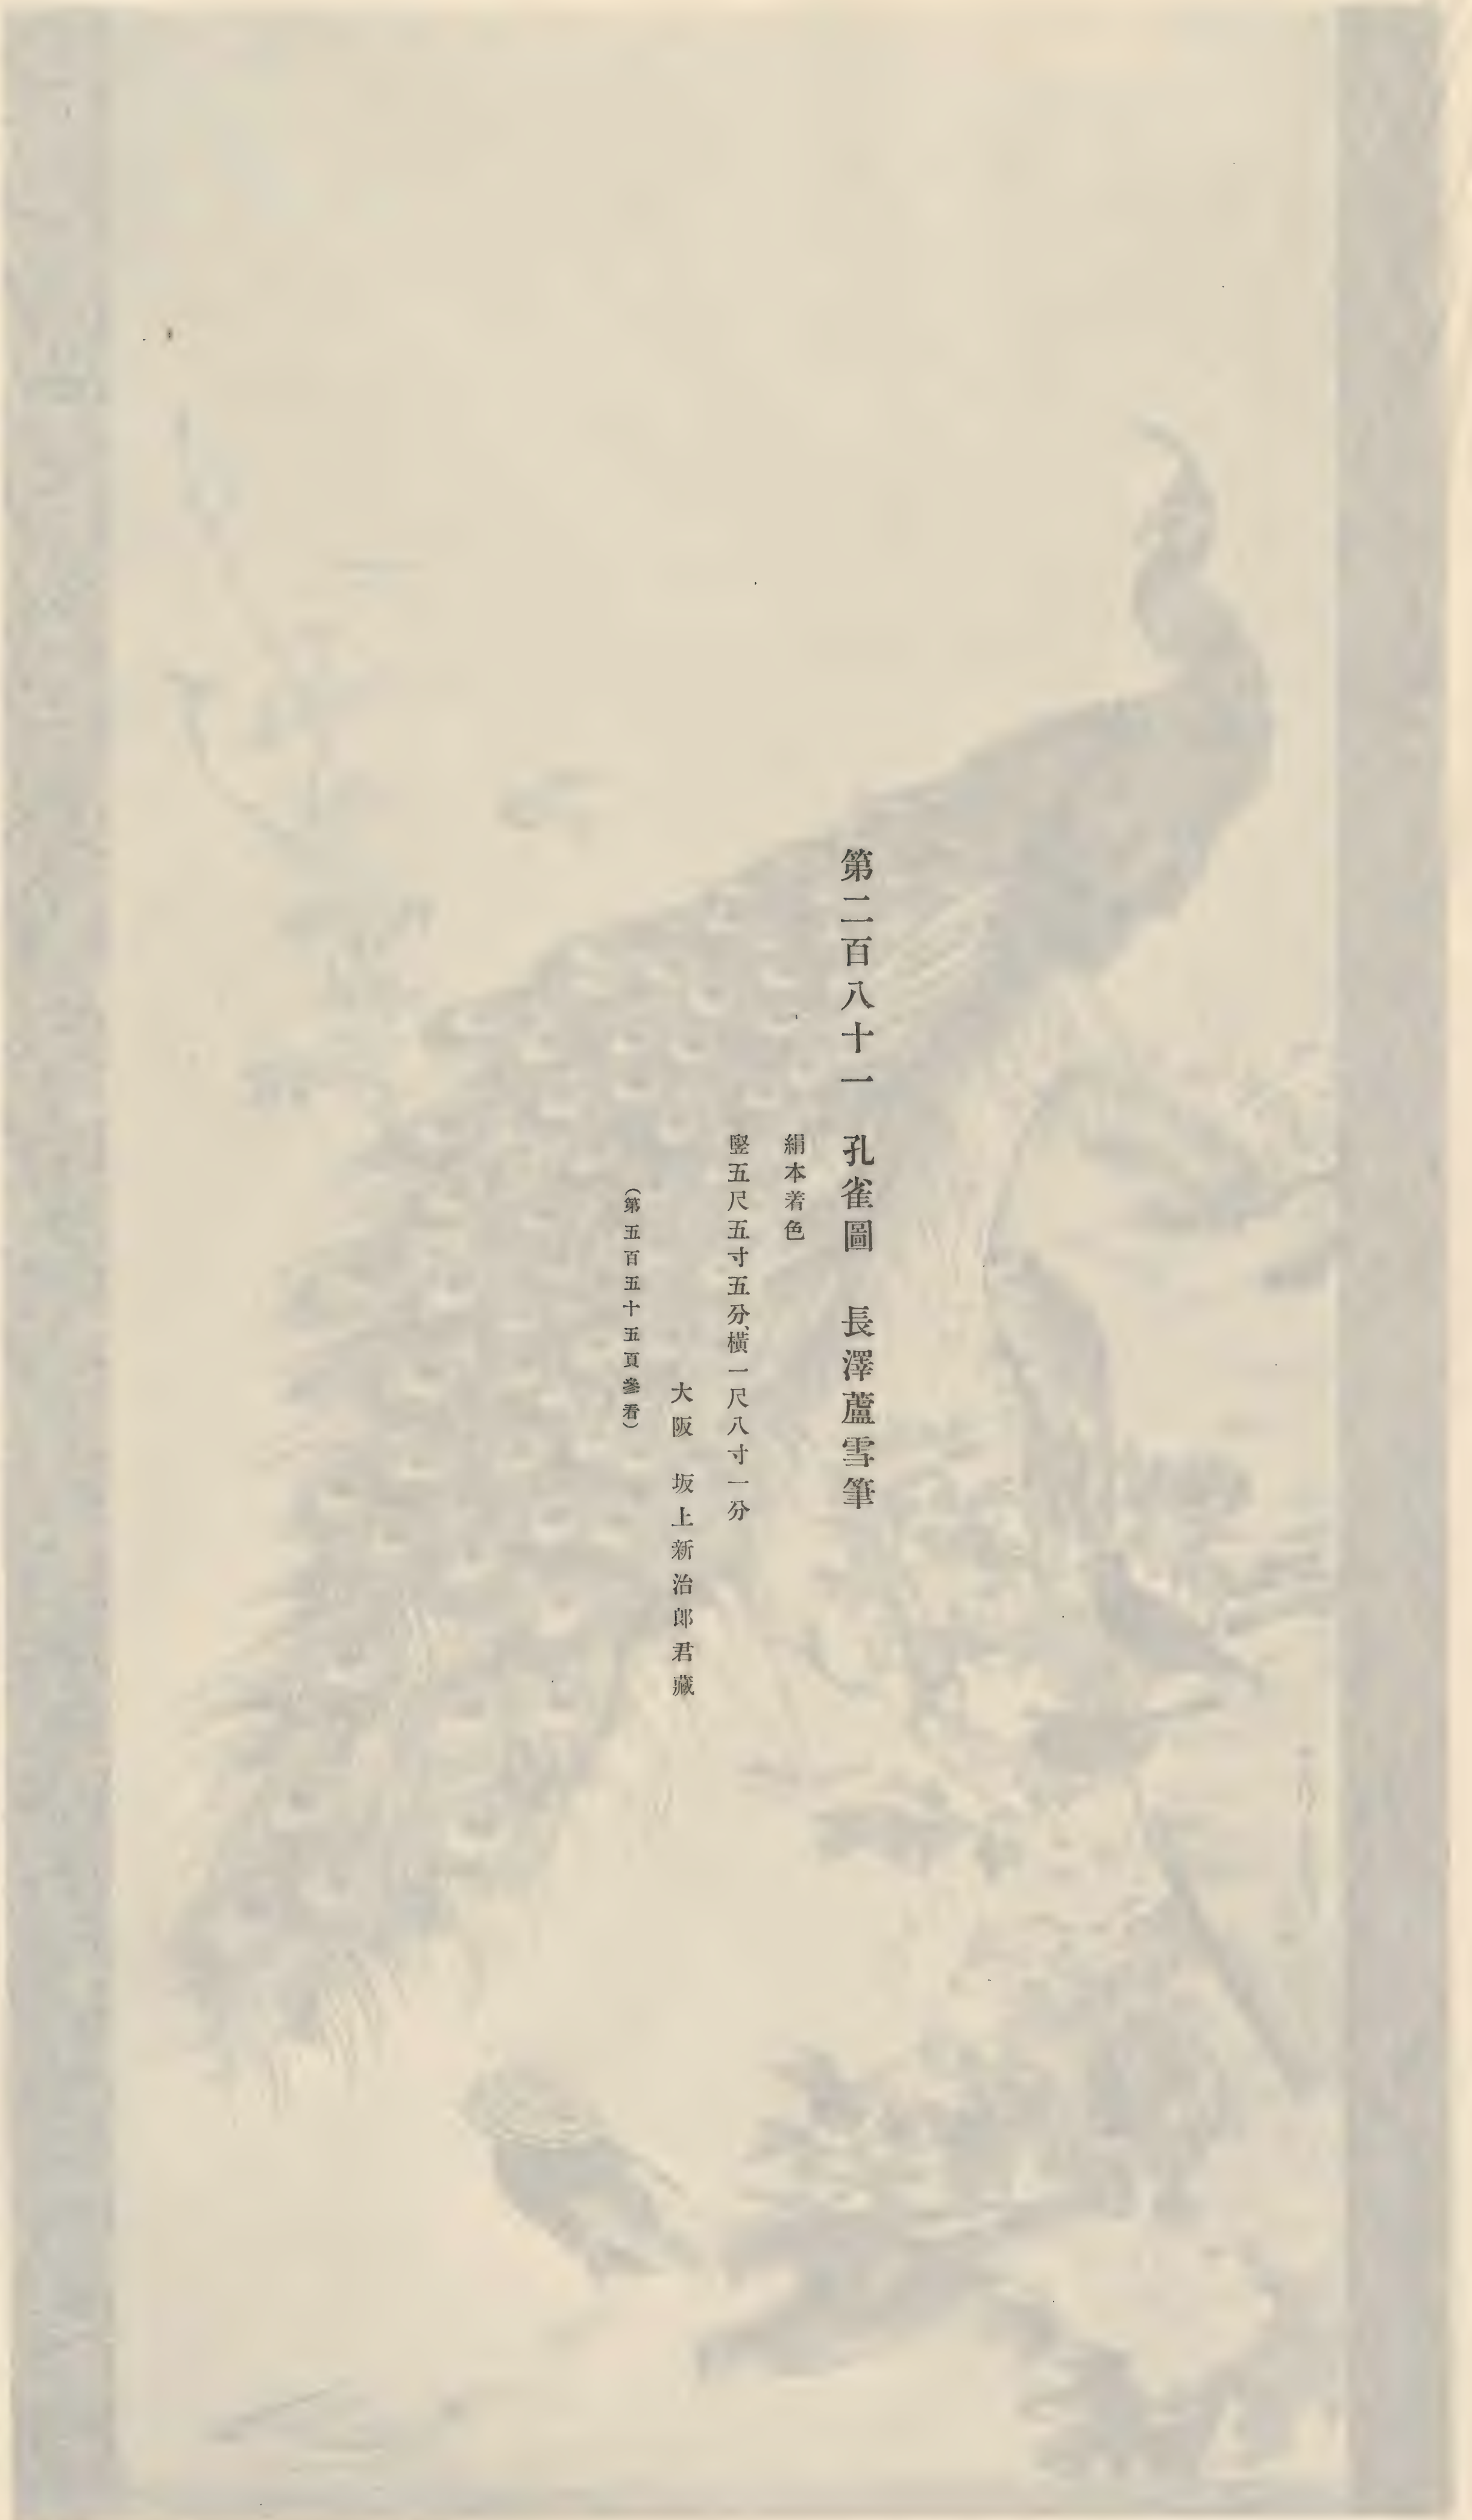 第二百八十一 孔雀圖 長澤蘆雪筆
絹本着色
竪五尺五寸五分、橫一尺八寸一分
大阪 坂上新治郎君藏
(第五百五十五頁參看)